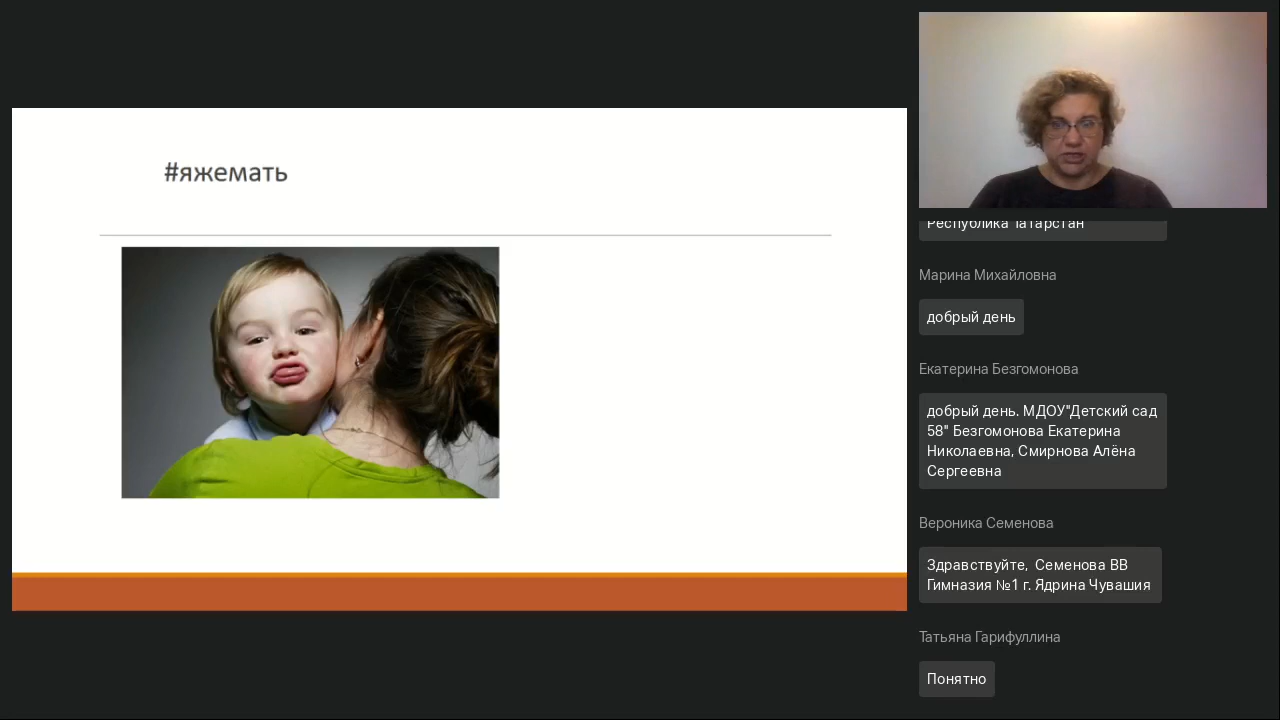 #яжемать
Республика Татарстан
Марина Михайловна
добрый день
Екатерина Безгомонова
добрый день. МДОУ"Детский сад
58" Безгомонова Екатерина
Николаевна, Смирнова Алёна
Сергеевна
Вероника Семенова
Здравствуйте, Семенова ВВ
Гимназия №1 г. Ядрина Чувашия
Татьяна Гарифуллина
Понятно